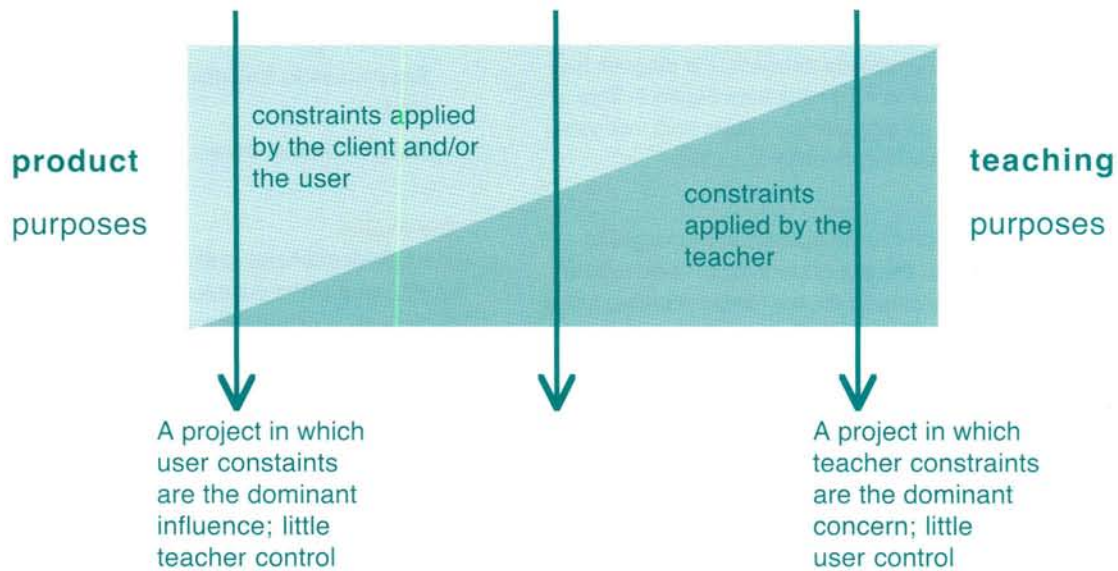 product
purposes
constraints applied
by the client and/or
the user
constraints
applied by the
teacher
teaching
purposes
A project in which
user constaints
are the dominant
influence; little
teacher control
A project in which
teacher constraints
are the dominant
concern; little
user control